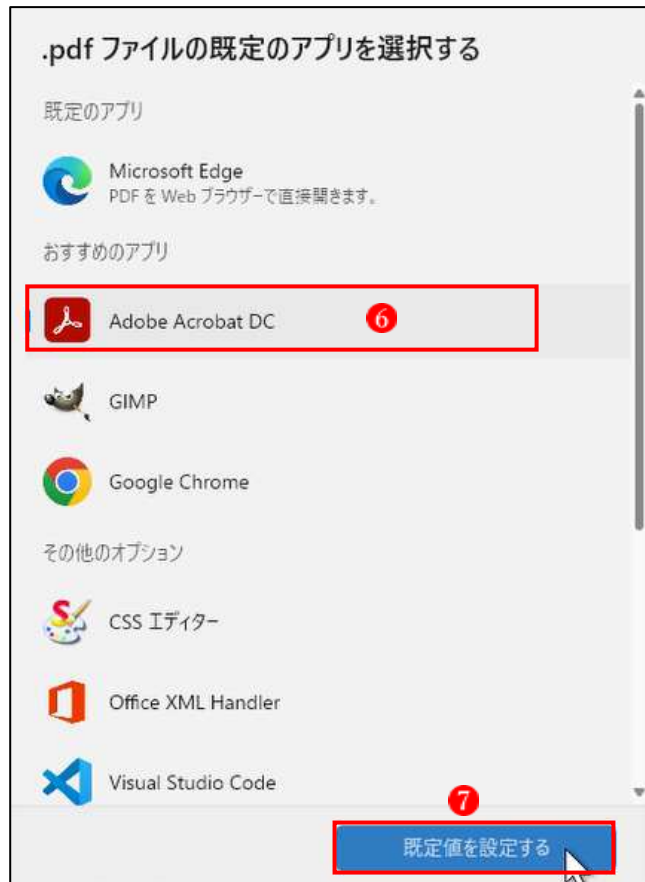 .pdf ファイルの既定のアプリを選択する
既定のアプリ
Microsoft Edge
PDF を Web ブラウザーで直接開きます。
おすすめのアプリ
Adobe Acrobat DC
6
GIMP
Google Chrome
その他のオプション
CSS エディター
Office XML Handler
Visual Studio Code
7
既定値を設定する